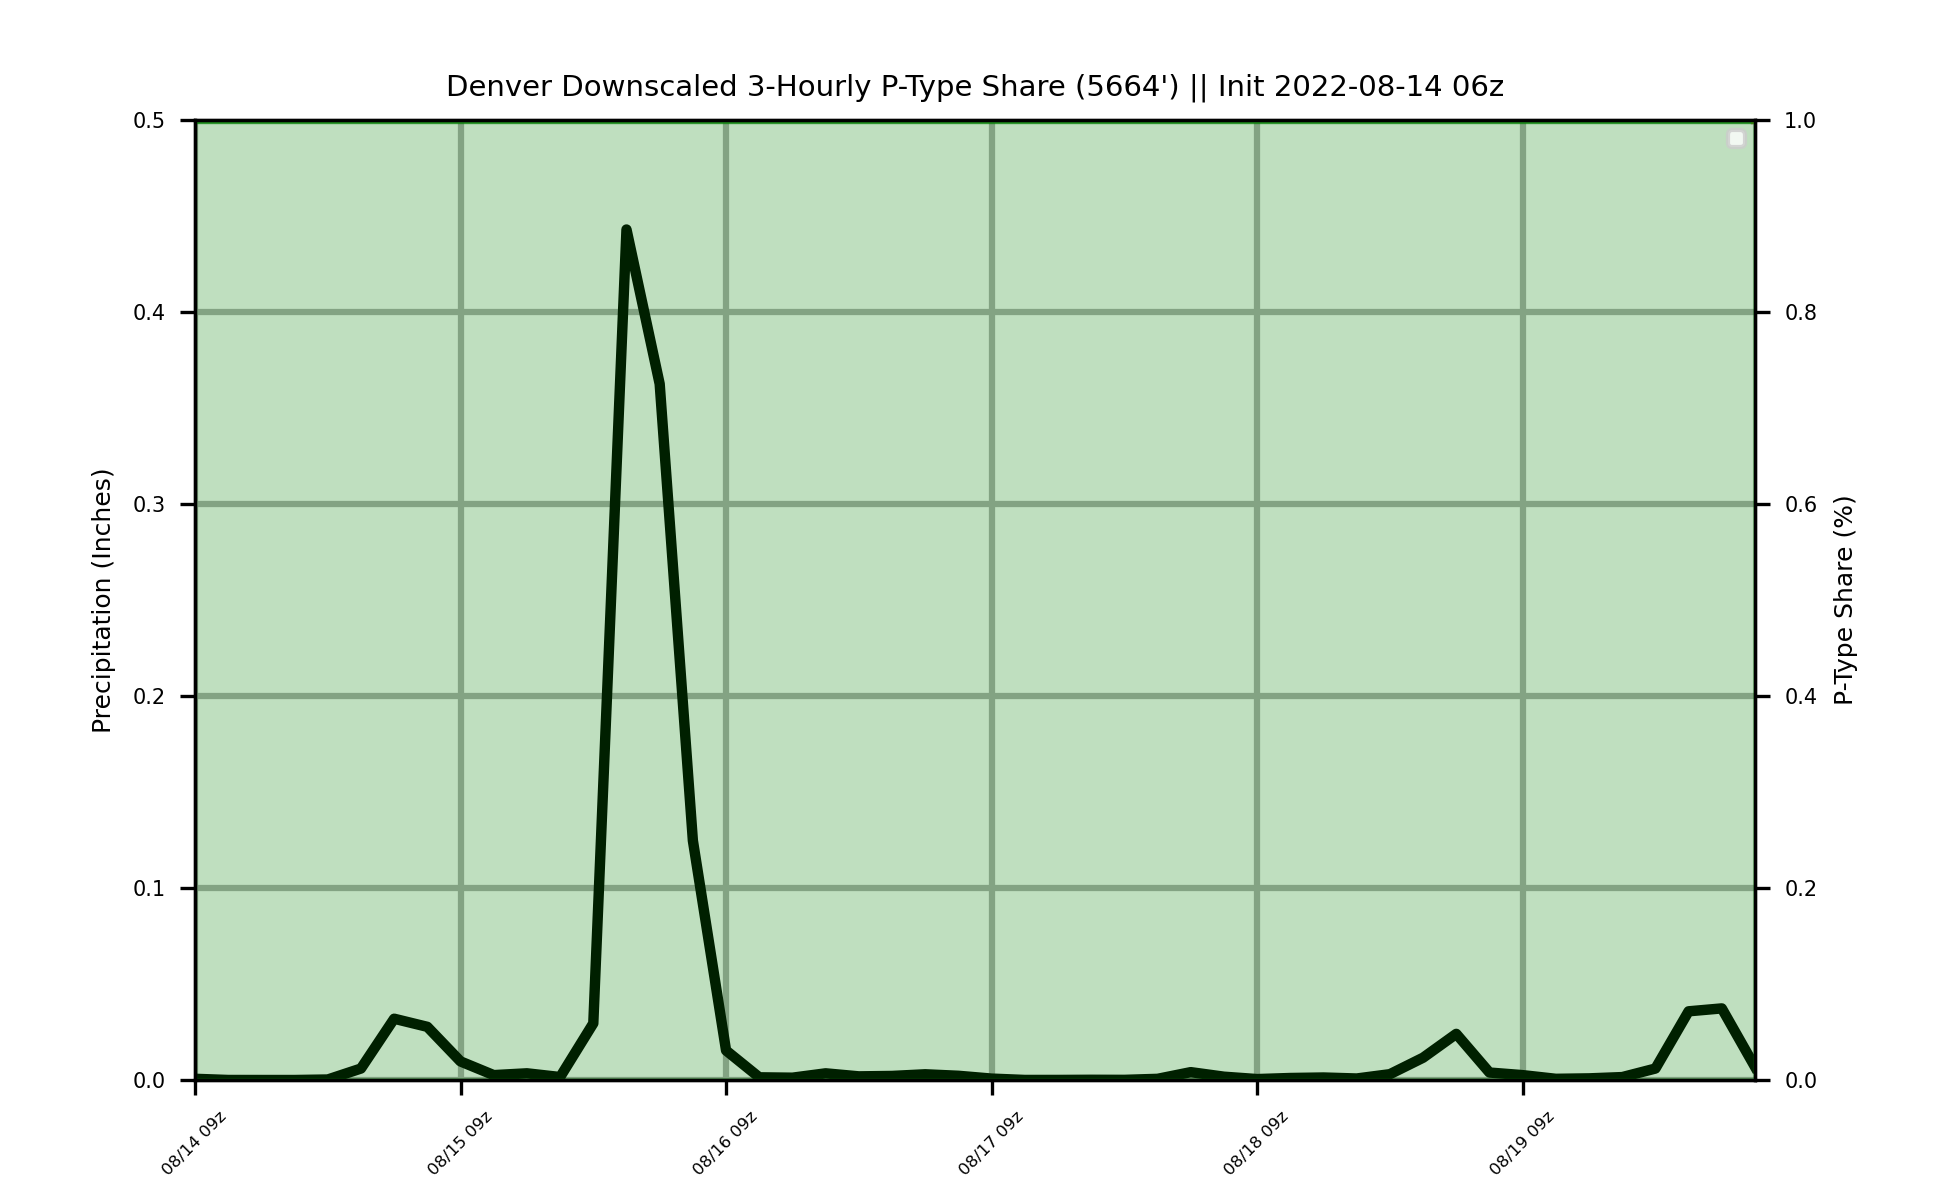 Denver Downscaled 3-Hourly P-Type Share (5664') || Init 2022-08-14 06z
0.5
0.4
0.3
0.2
0.1
0.0
Precipitation (Inches)
1.0
0.8
0.6
0.4
0.2
0.0
P-Type Share (%)
08/14 09z
08/15 09z
08/16 09z
08/17 09z
08/18 09z
08/19 09z